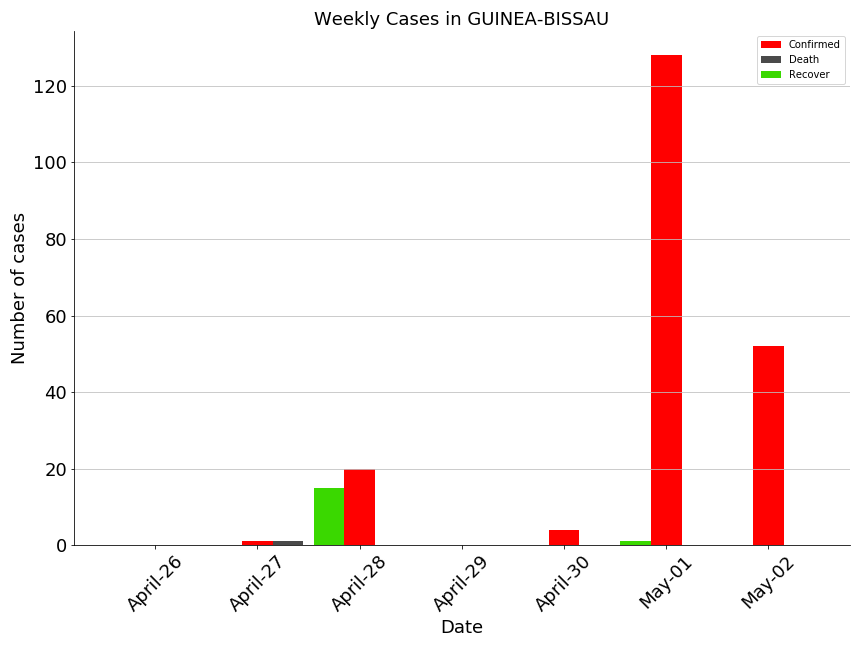 Weekly Cases in GUINEA-BISSAU
Confirmed
Death
Recover
Number of cases
120
100
80
60
40
20
0
April-26
April-27
April-28
April-29
April-30
May-01
May-02
Date